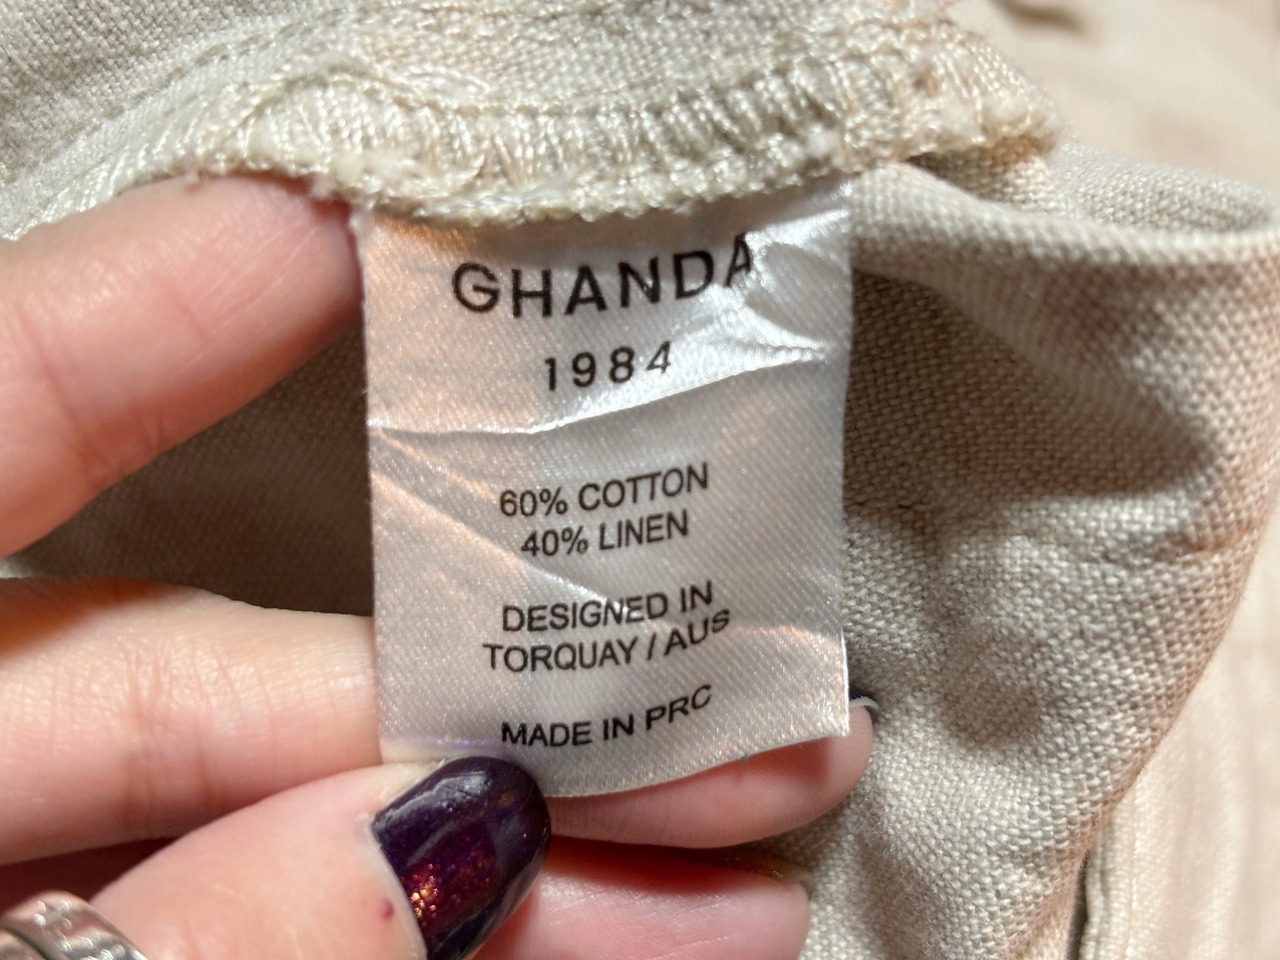 GHANDA
1984
60% COTTON
40% LINEN
DESIGNED IN
TORQUAY / AUS
MADE IN PRC